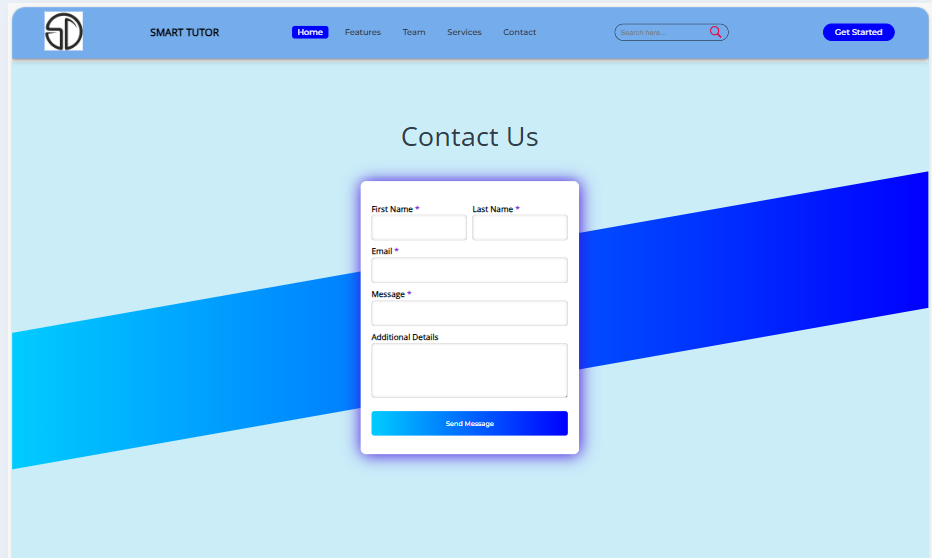 SMART TUTOR
Home Features Team Services Contact
Search here...
Get Started
Contact Us
First Name * Last Name *
Email *
Message *
Additional Details
Send Message